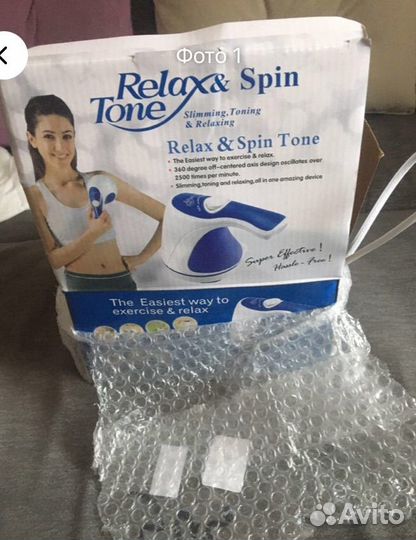 Фото 1
Relax & Spin
Tone
Slimming, Toning
& Relaxing
Relax & Spin Tone
• The Easiest way to exercise & relax.
• 360 degree off-centered axis design oscillates over
2500 times per minute.
• Slimming, toning and relaxing, all in one amazing device
Super Effective!
Hassle - Free!
The Easiest way to
exercise & relax
Avito